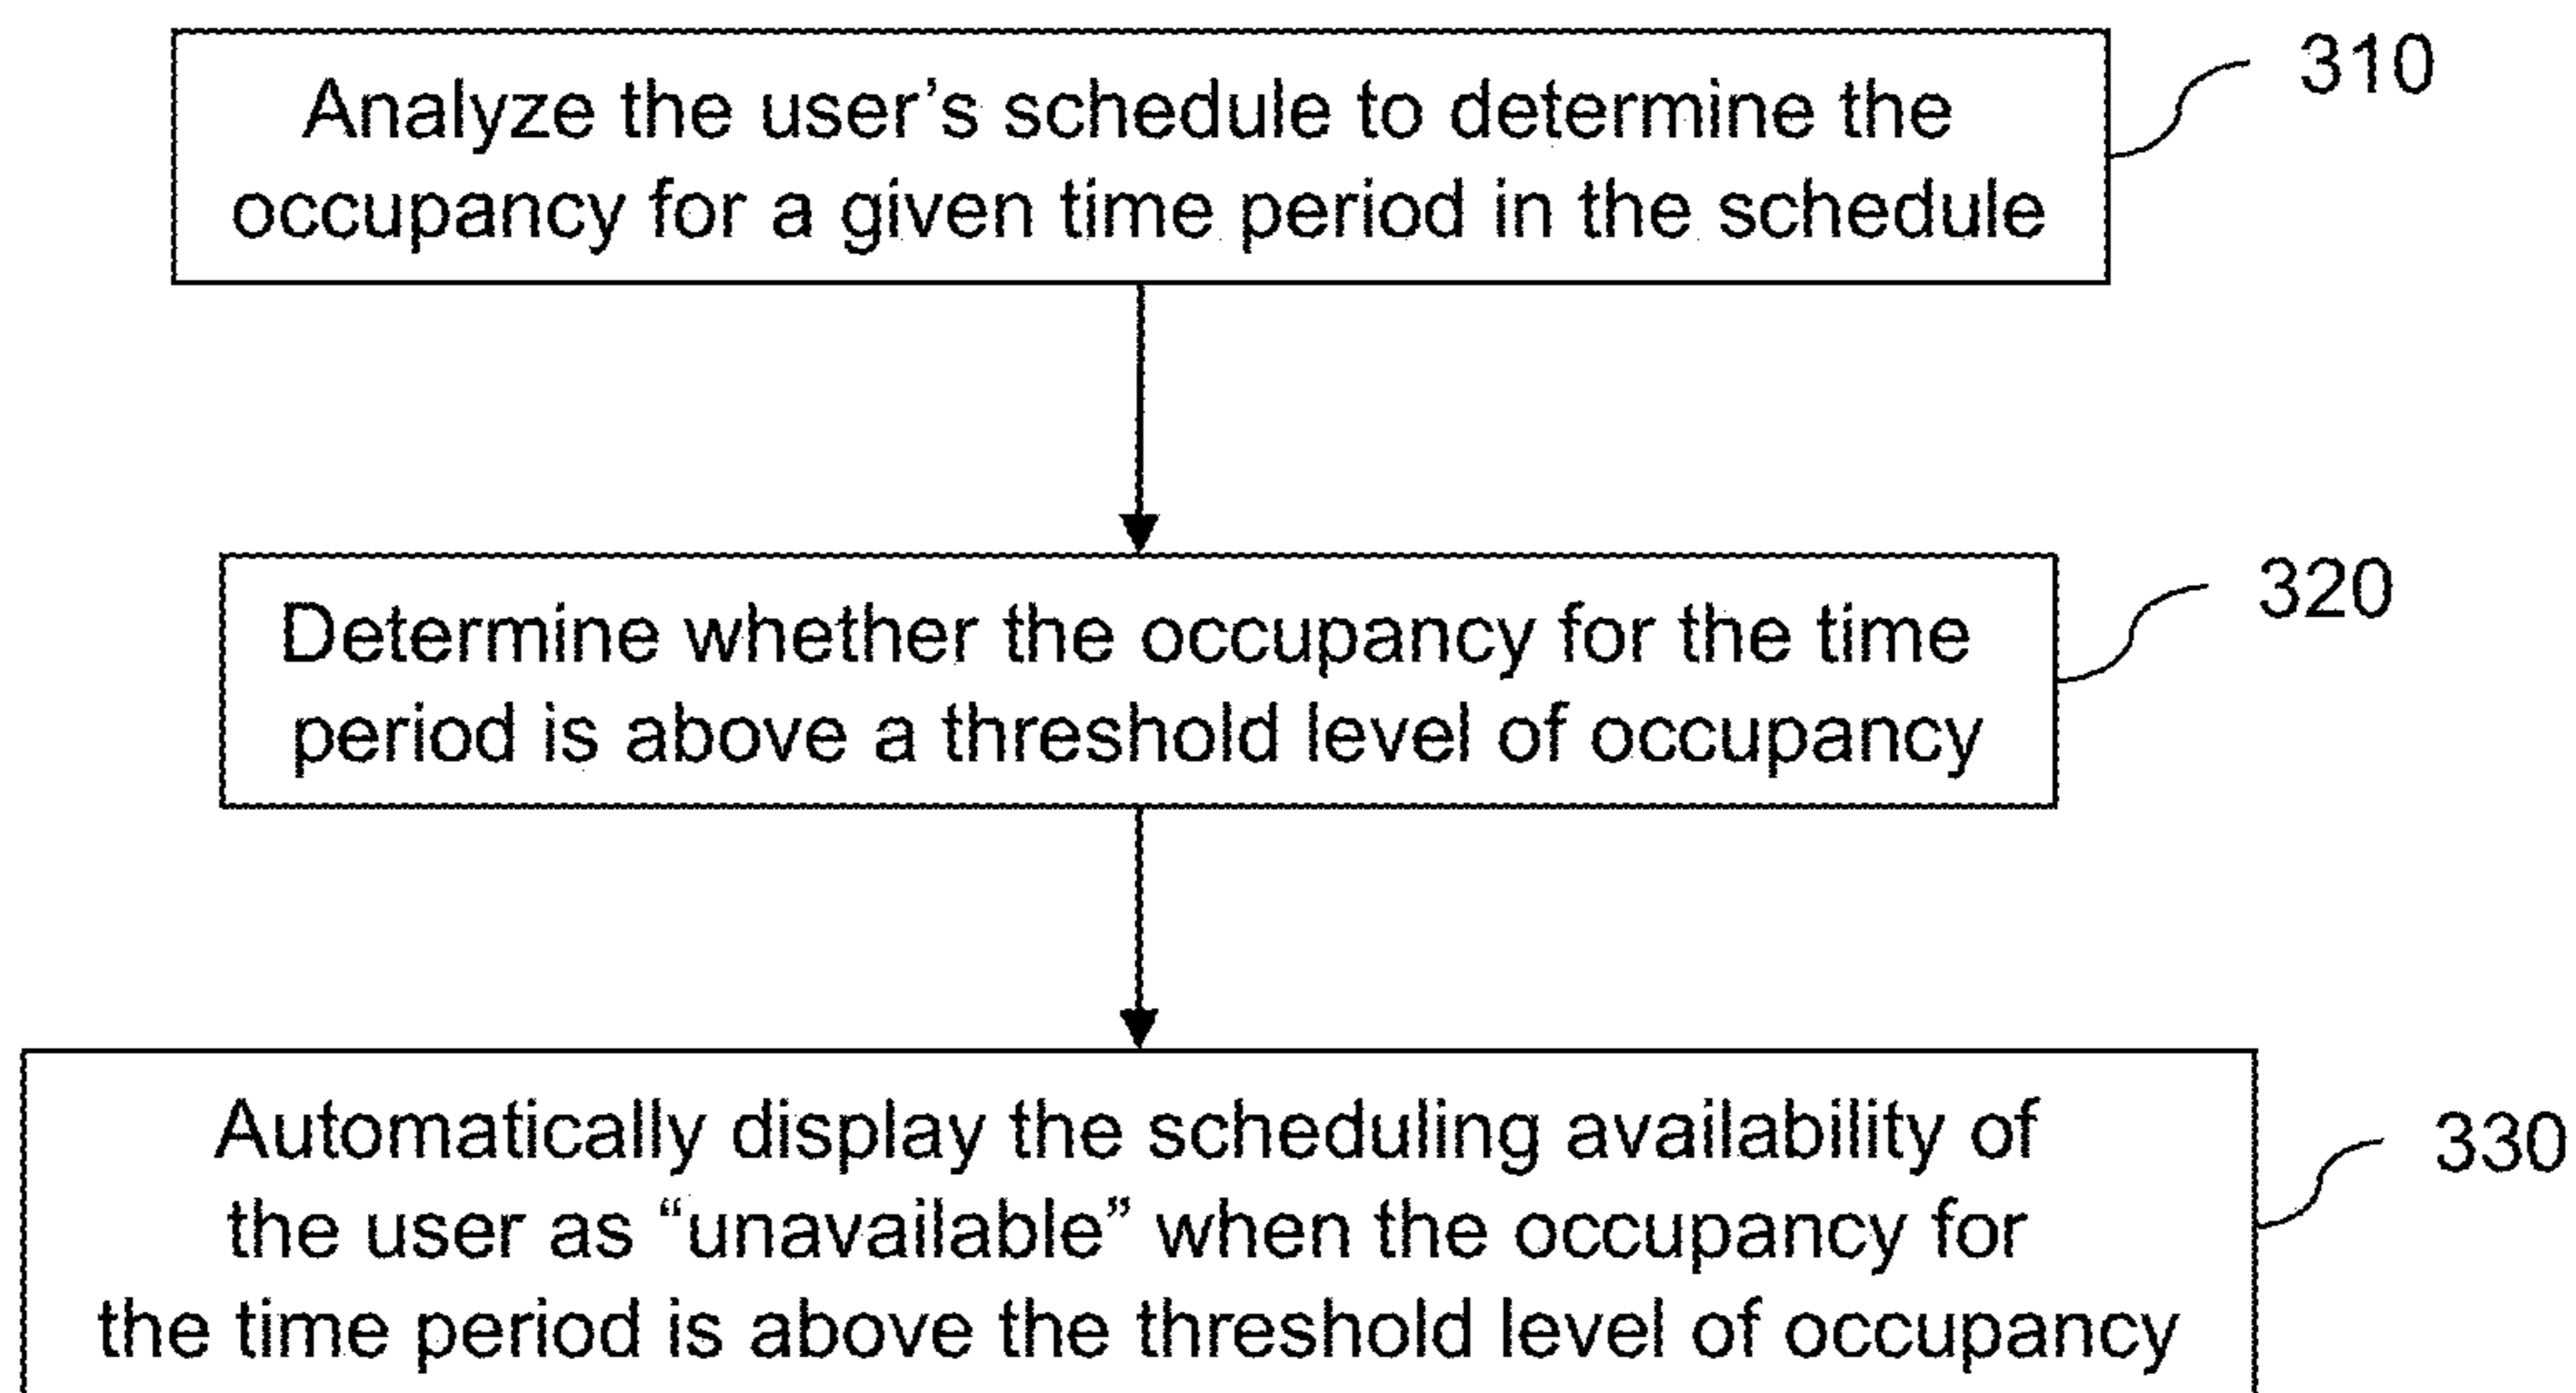 Analyze the user’s schedule to determine the
occupancy for a given time period in the schedule
310
Determine whether the occupancy for the time
period is above a threshold level of occupancy
320
Automatically display the scheduling availability of
the user as “unavailable” when the occupancy for
the time period is above the threshold level of occupancy
330